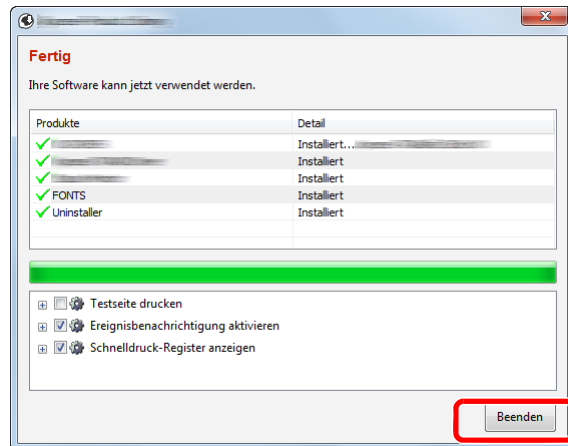 Fertig
Ihre Software kann jetzt verwendet werden.
Produkte Detail
Installiert...
Installiert
Installiert
FONTS Installiert
Uninstaller Installiert
Testseite drucken
Ereignisbenachrichtigung aktivieren
Schnelldruck-Register anzeigen
Beenden